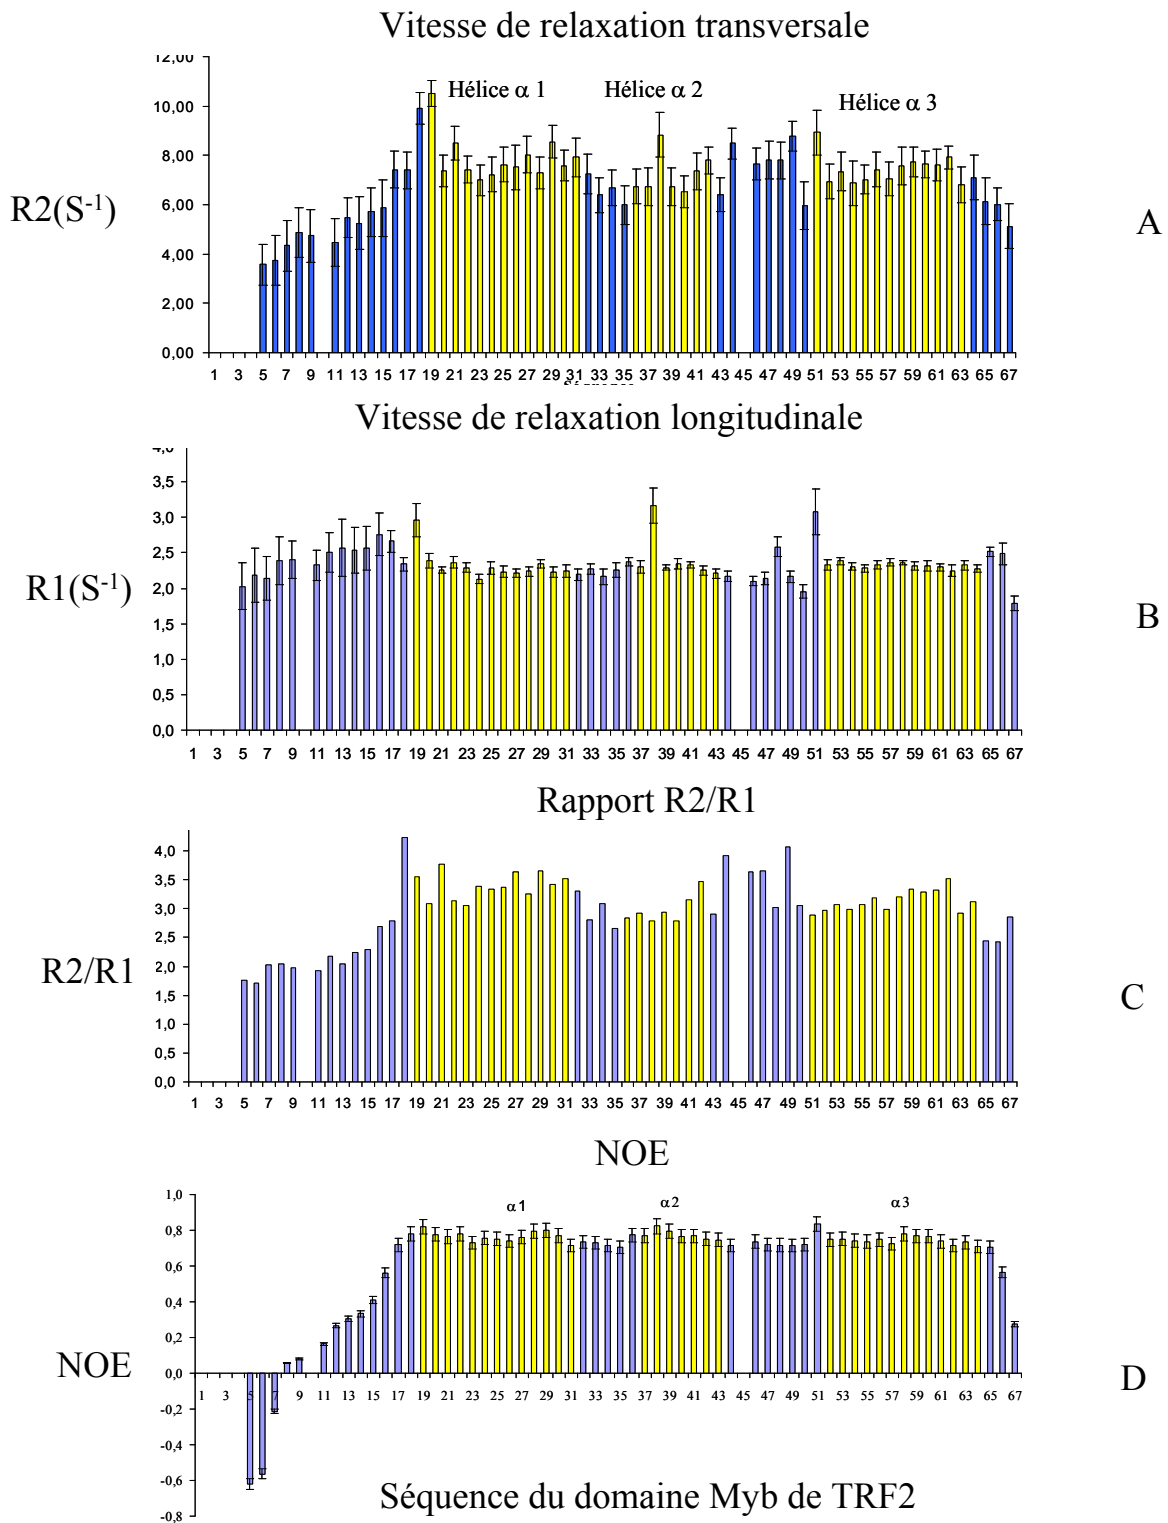 Vitesse de relaxation transversale
12,00
10,00
8,00
6,00
4,00
2,00
0,00
Hélice α 1
Hélice α 2
Hélice α 3
R2(S-1)
A
1 3 5 7 9 11 13 15 17 19 21 23 25 27 29 31 33 35 37 39 41 43 45 47 49 51 53 55 57 59 61 63 65 67
Vitesse de relaxation longitudinale
4,0
3,5
3,0
2,5
2,0
1,5
1,0
0,5
0,0
R1(S-1)
B
1 3 5 7 9 11 13 15 17 19 21 23 25 27 29 31 33 35 37 39 41 43 45 47 49 51 53 55 57 59 61 63 65 67
Rapport R2/R1
4,0
3,5
3,0
2,5
2,0
1,5
1,0
0,5
0,0
R2/R1
C
1 3 5 7 9 11 13 15 17 19 21 23 25 27 29 31 33 35 37 39 41 43 45 47 49 51 53 55 57 59 61 63 65 67
NOE
1,0
0,8
0,6
0,4
0,2
0,0
-0,2
-0,4
-0,6
-0,8
α1
α2
α3
NOE
D
1 3 5 7 9 11 13 15 17 19 21 23 25 27 29 31 33 35 37 39 41 43 45 47 49 51 53 55 57 59 61 63 65 67
Séquence du domaine Myb de TRF2